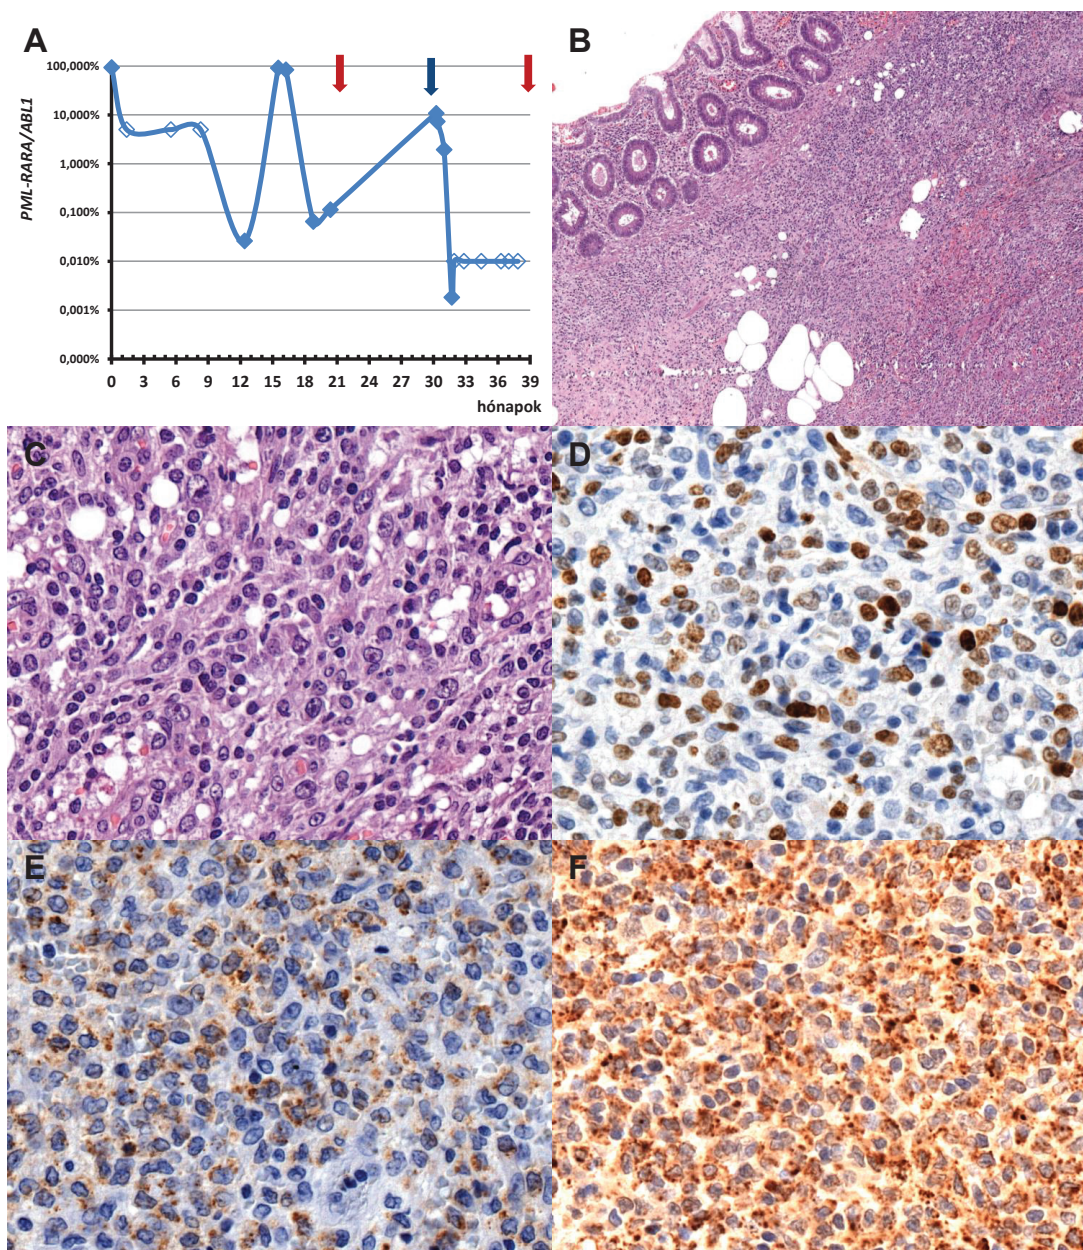 A
B
100,000%
10,000%
1,000%
0,100%
0,010%
0,001%
0,000%
PML-RARA/ABL1
0 3 6 9 12 15 18 21 24 27 30 33 36 39
hónapok
C
D
E
F